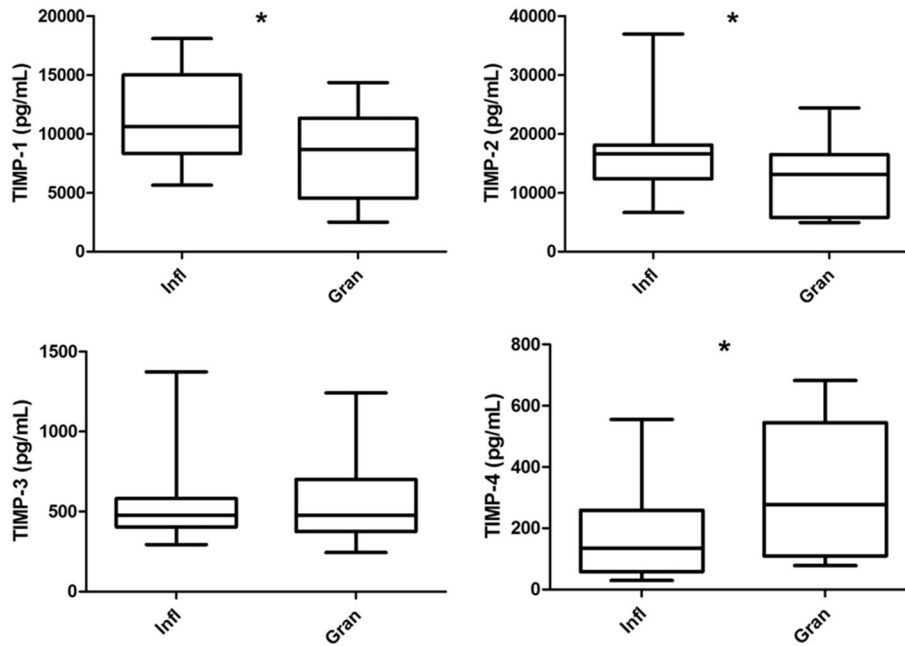 *
TIMP-1 (pg/mL)
20000
15000
10000
5000
0
Infl
Gran
*
TIMP-2 (pg/mL)
40000
30000
20000
10000
0
Infl
Gran
TIMP-3 (pg/mL)
1500
1000
500
0
Infl
Gran
*
TIMP-4 (pg/mL)
800
600
400
200
0
Infl
Gran